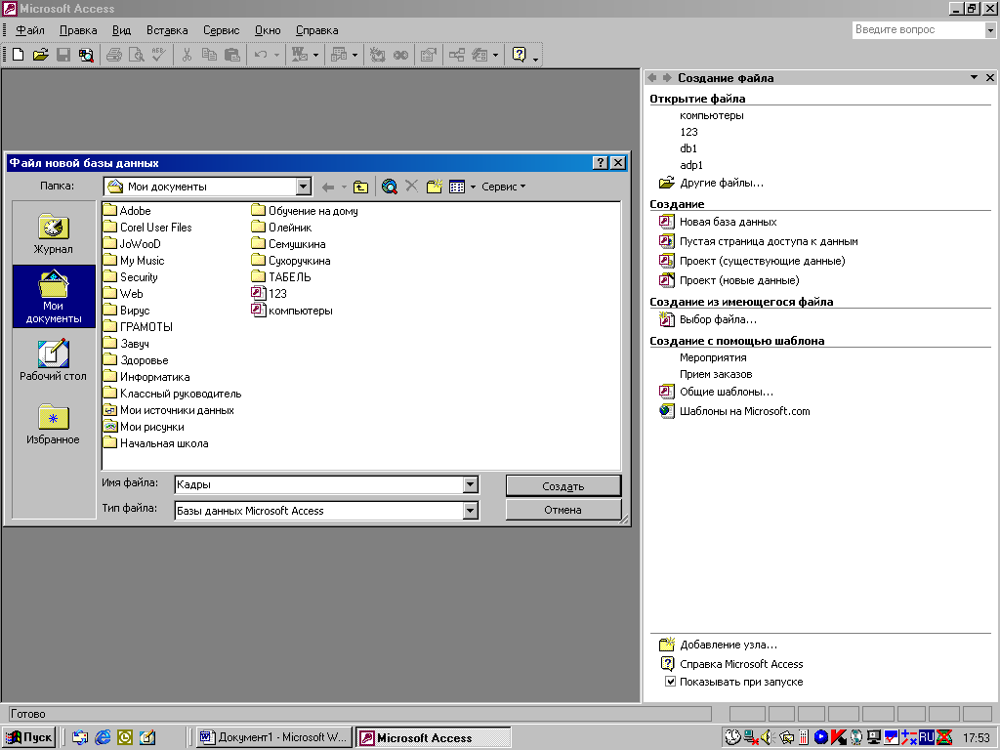 Microsoft Access
Файл Правка Вид Вставка Сервис Окно Справка
Введите вопрос
Создание файла
Открытие файла
компьютеры
123
db1
adp1
Другие файлы...
Создание
Новая база данных
Пустая страница доступа к данным
Проект (существующие данные)
Проект (новые данные)
Создание из имеющегося файла
Выбор файла...
Создание с помощью шаблона
Мероприятия
Прием заказов
Общие шаблоны...
Шаблоны на Microsoft.com
Добавление узла...
Справка Microsoft Access
Показывать при запуске
Файл новой базы данных
Папка: Мои документы Сервис
Журнал
Мои
документы
Рабочий стол
Избранное
Adobe
Corel User Files
JoWooD
My Music
Security
Web
Вирус
ГРАМОТЫ
Завуч
Здоровье
Информатика
Классный руководитель
Мои источники данных
Мои рисунки
Начальная школа
Обучение на дому
Олейник
Семушкина
Сухоручкина
ТАБЕЛЬ
123
компьютеры
Имя файла: Кадры Создать
Тип файла: Базы данных Microsoft Access Отмена
Готово
Пуск Документ1 - Microsoft W... Microsoft Access RU 17:53